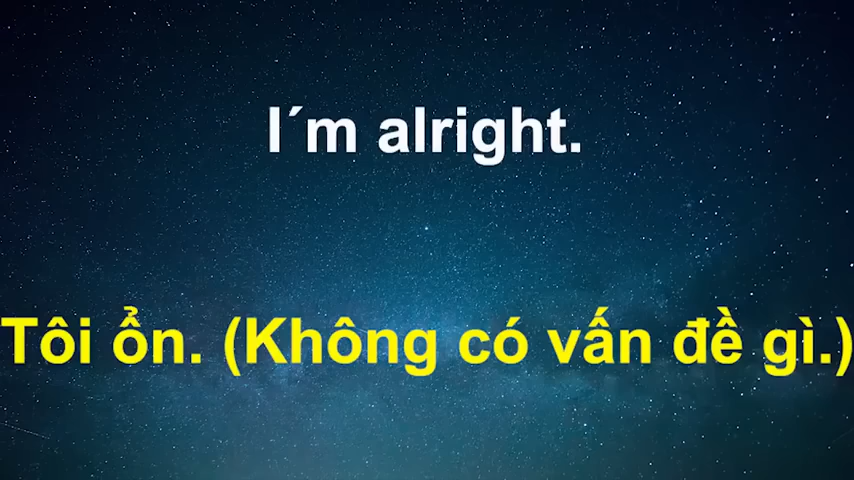 I´m alright.
Tôi ổn. (Không có vấn đề gì.)